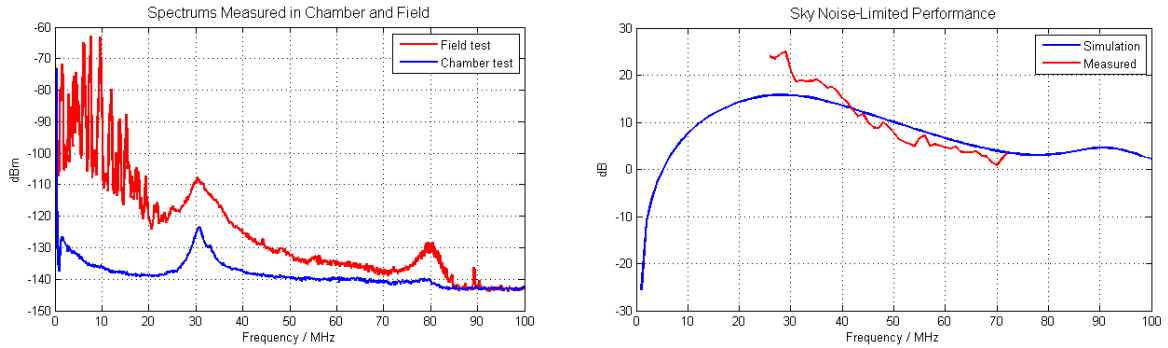 Spectrums Measured in Chamber and Field
-60
-70
-80
-90
-100
-110
-120
-130
-140
-150
dBm
Field test
Chamber test
0 10 20 30 40 50 60 70 80 90 100
Frequency / MHz
Sky Noise-Limited Performance
30
20
10
0
-10
-20
-30
dB
Simulation
Measured
0 10 20 30 40 50 60 70 80 90 100
Frequency / MHz